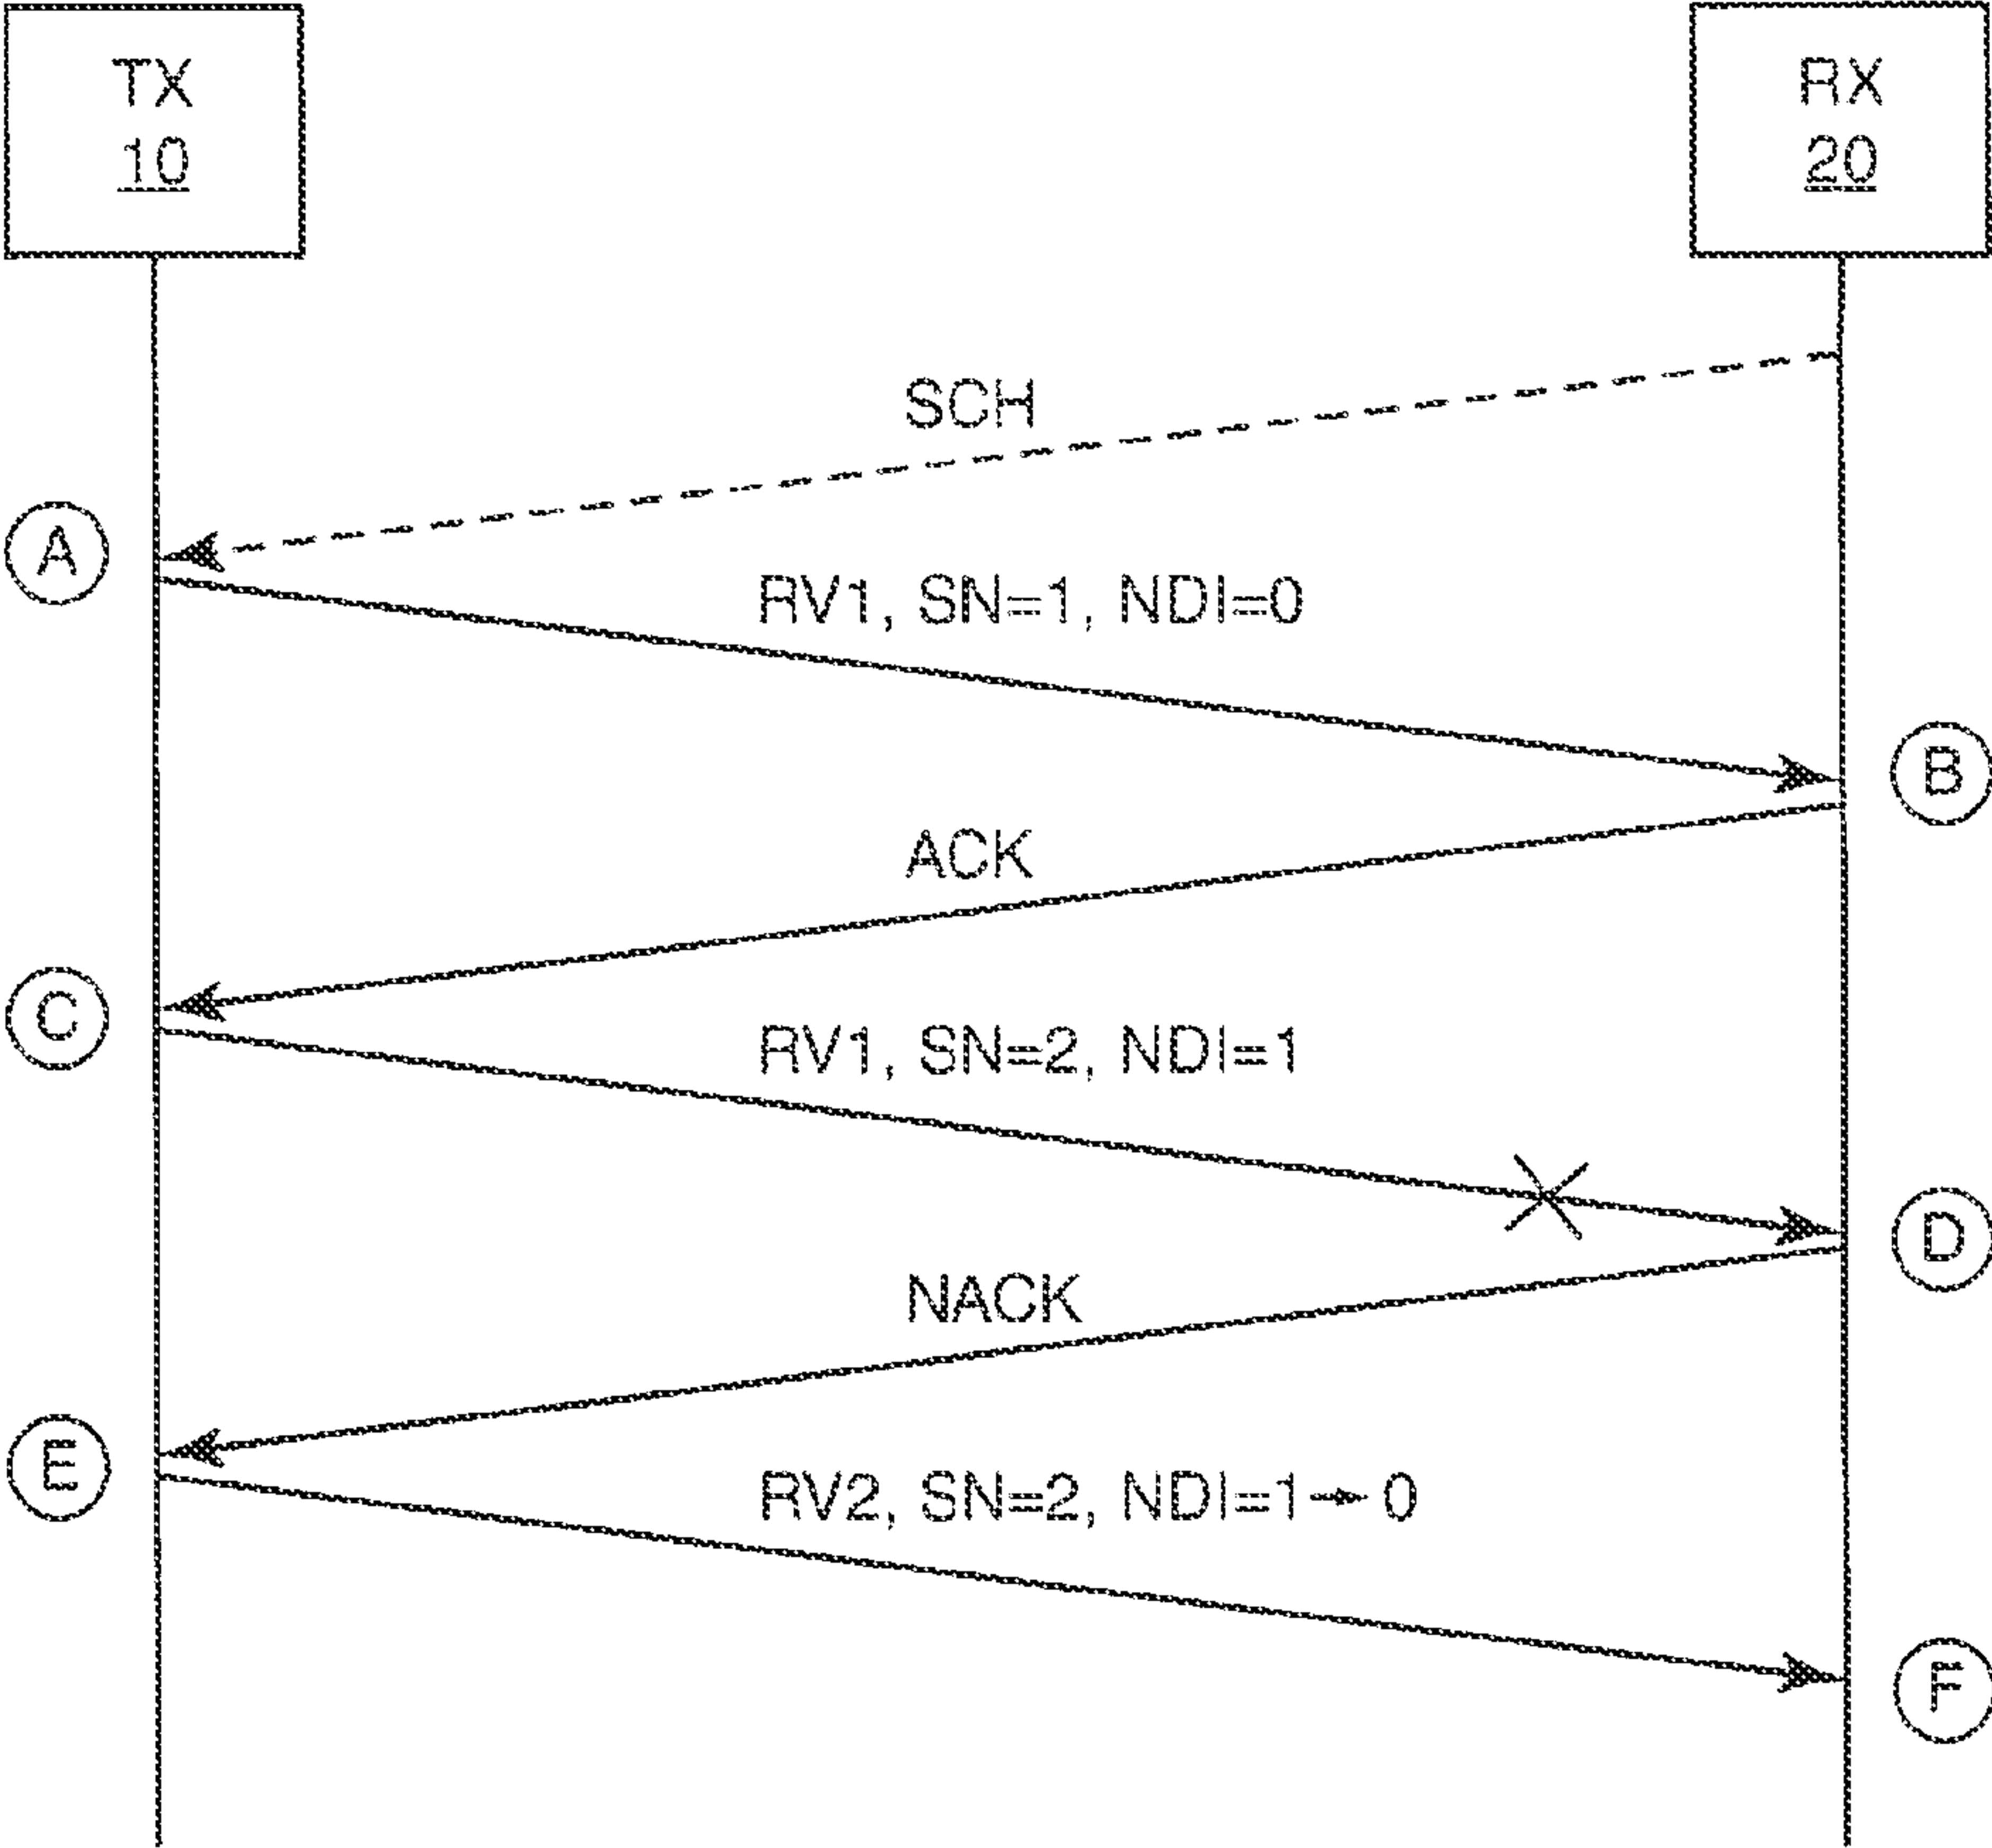 TX
10
RX
20
SCH
A
RV1, SN=1, NDI=0
B
ACK
C
RV1, SN=2, NDI=1
D
NACK
E
RV2, SN=2, NDI=1→0
F